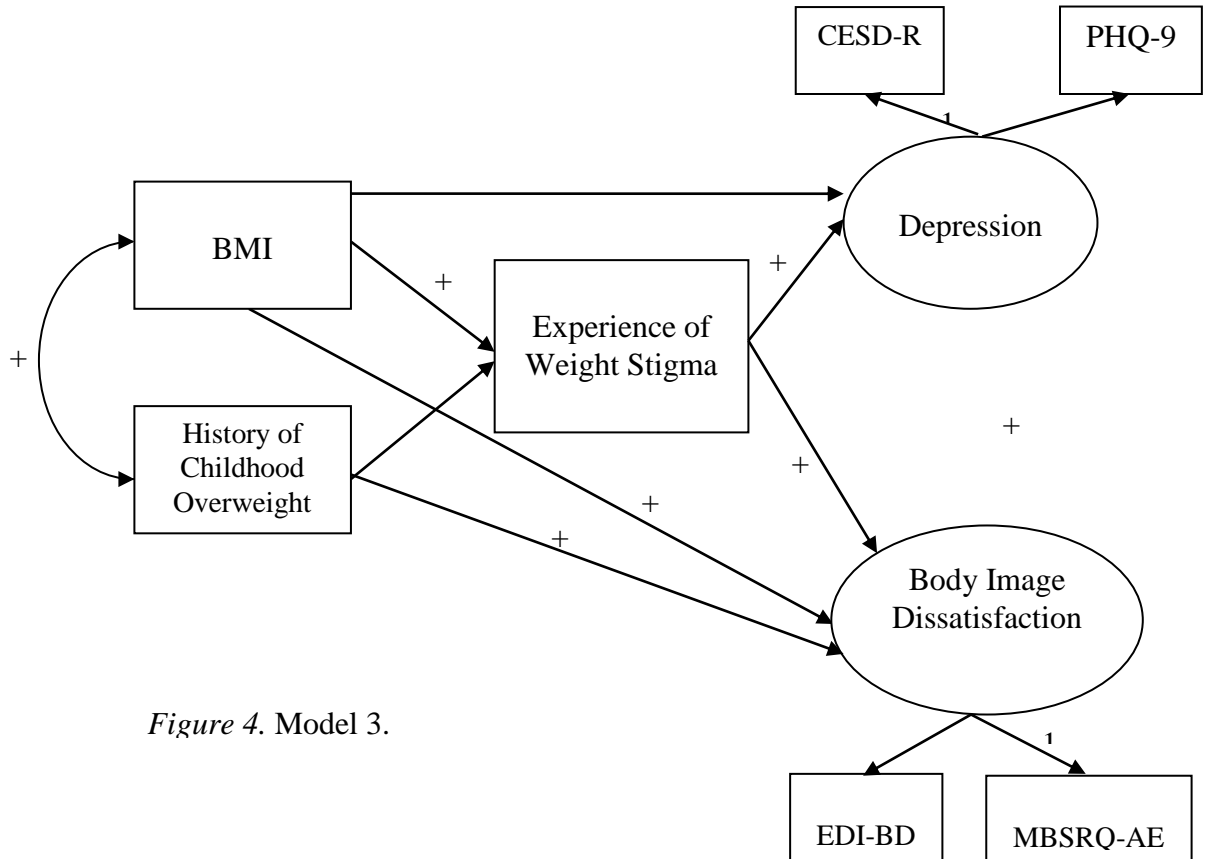 CESD-R
PHQ-9
1
BMI
Depression
+
+
Experience of
Weight Stigma
+
History of
Childhood
Overweight
+
+
+
+
Body Image
Dissatisfaction
Figure 4. Model 3.
1
EDI-BD
MBSRQ-AE